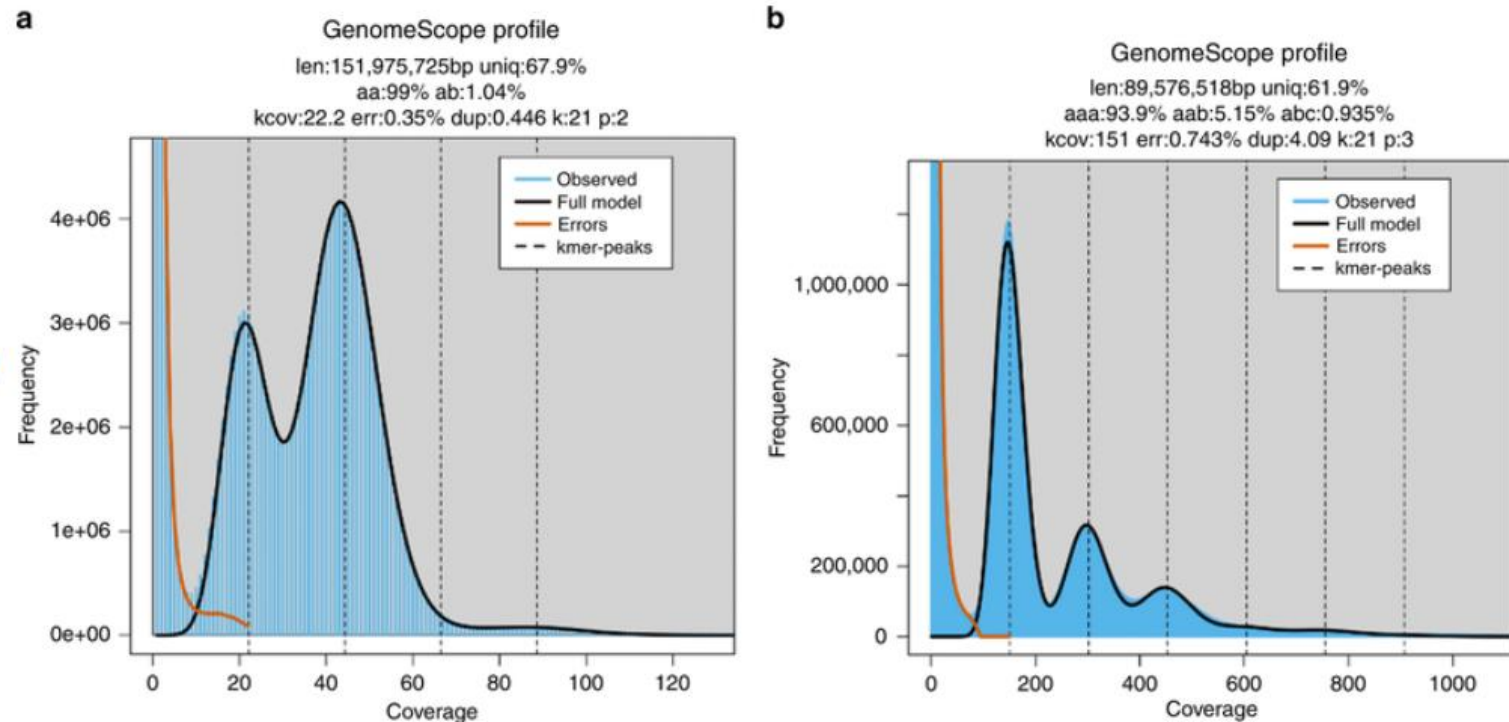 a
GenomeScope profile
len:151,975,725bp uniq:67.9%
aa:99% ab:1.04%
kcov:22.2 err:0.35% dup:0.446 k:21 p:2
Observed
Full model
Errors
kmer-peaks
4e+06
3e+06
2e+06
1e+06
0e+00
Frequency
0 20 40 60 80 100 120
Coverage
b
GenomeScope profile
len:89,576,518bp uniq:61.9%
aaa:93.9% aab:5.15% abc:0.935%
kcov:151 err:0.743% dup:4.09 k:21 p:3
Observed
Full model
Errors
kmer-peaks
1,000,000
600,000
200,000
0
Frequency
0 200 400 600 800 1000
Coverage